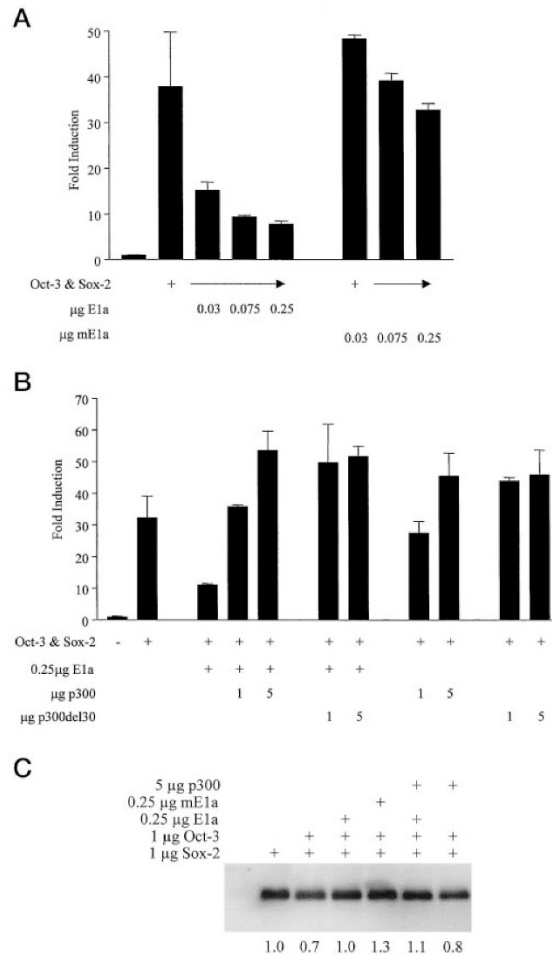 A
50
40
30
20
10
0
Fold Induction
Oct-3 & Sox-2 + +
μg E1a 0.03 0.075 0.25
μg mE1a 0.03 0.075 0.25
B
70
60
50
40
30
20
10
0
Fold Induction
Oct-3 & Sox-2 - + + + + + + + + + +
0.25μg E1a + + + + +
μg p300 1 5 1 5
μg p300del30 1 5 1 5
C
5 μg p300 + +
0.25 μg mE1a +
0.25 μg E1a + +
1 μg Oct-3 + + + + +
1 μg Sox-2 + + + + + +
1.0 0.7 1.0 1.3 1.1 0.8